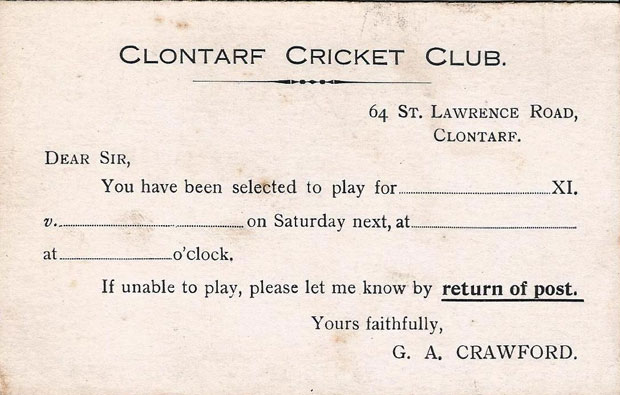 CLONTARF CRICKET CLUB.
64 ST. LAWRENCE ROAD,
CLONTARF.
DEAR SIR,
You have been selected to play for....................XI.
v..................... on Saturday next, at....................
at....................o'clock.
If unable to play, please let me know by return of post.
Yours faithfully,
G. A. CRAWFORD.